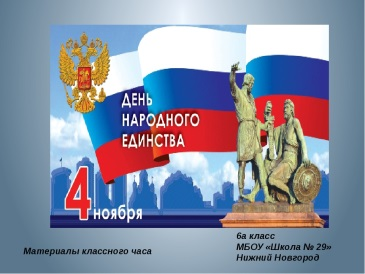 ДЕНЬ
НАРОДНОГО
ЕДИНСТВА
4 ноября
Материалы классного часа
6а класс
МБОУ «Школа № 29»
Нижний Новгород